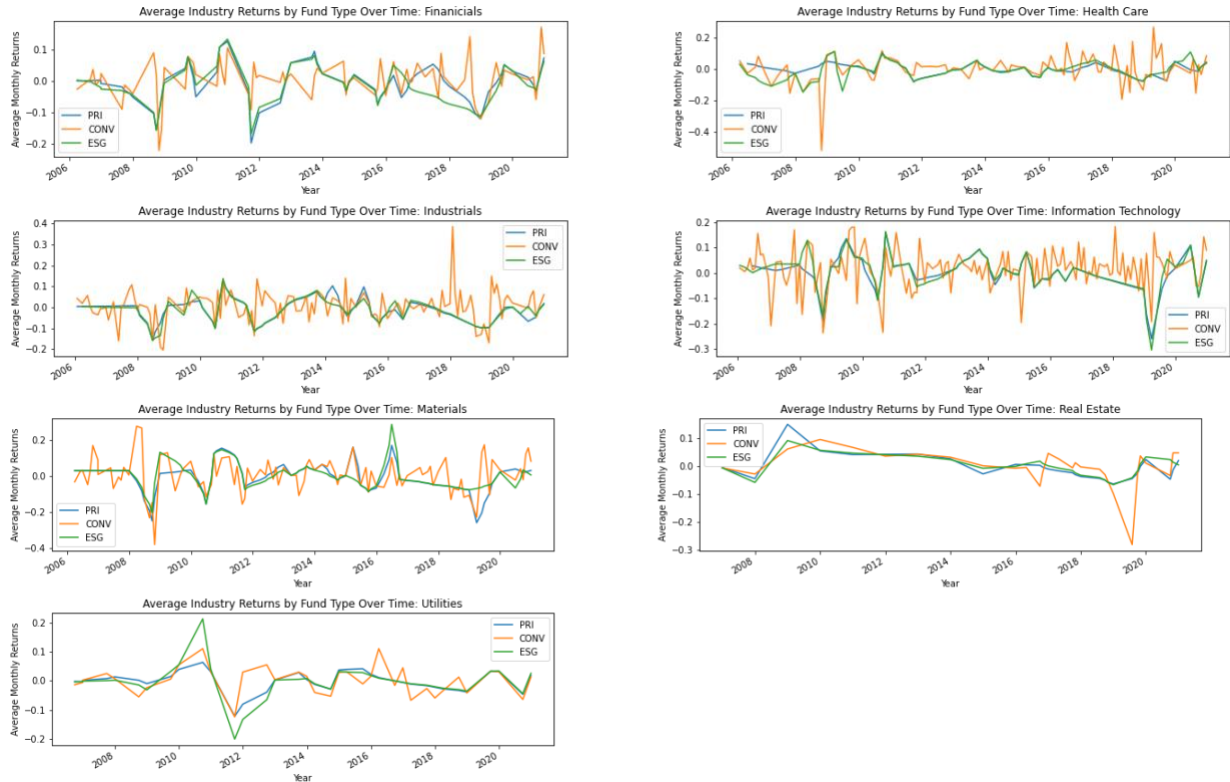 Average Industry Returns by Fund Type Over Time: Finanicials
Average Monthly Returns
0.1
0.0
−0.1
−0.2
PRI
CONV
ESG
2006
2008
2010
2012
2014
2016
2018
2020
Year
Average Industry Returns by Fund Type Over Time: Health Care
Average Monthly Returns
0.2
0.0
−0.2
−0.4
PRI
CONV
ESG
2006
2008
2010
2012
2014
2016
2018
2020
Year
Average Industry Returns by Fund Type Over Time: Industrials
Average Monthly Returns
0.4
0.3
0.2
0.1
0.0
−0.1
−0.2
PRI
CONV
ESG
2006
2008
2010
2012
2014
2016
2018
2020
Year
Average Industry Returns by Fund Type Over Time: Information Technology
Average Monthly Returns
0.2
0.1
0.0
−0.1
−0.2
−0.3
PRI
CONV
ESG
2006
2008
2010
2012
2014
2016
2018
2020
Year
Average Industry Returns by Fund Type Over Time: Materials
Average Monthly Returns
0.2
0.0
−0.2
−0.4
PRI
CONV
ESG
2006
2008
2010
2012
2014
2016
2018
2020
Year
Average Industry Returns by Fund Type Over Time: Real Estate
Average Monthly Returns
0.1
0.0
−0.1
−0.2
−0.3
PRI
CONV
ESG
2008
2010
2012
2014
2016
2018
2020
Year
Average Industry Returns by Fund Type Over Time: Utilities
Average Monthly Returns
0.2
0.1
0.0
−0.1
−0.2
PRI
CONV
ESG
2008
2010
2012
2014
2016
2018
2020
Year